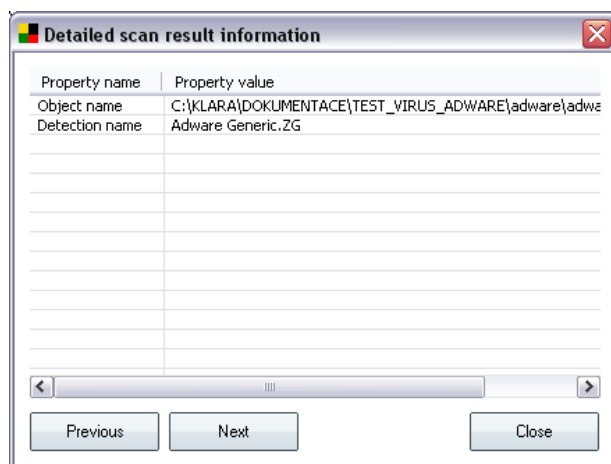 Detailed scan result information
Property name Property value
Object name C:\KLARA\DOKUMENTACE\TEST_VIRUS_ADWARE\adware\adwa
Detection name Adware Generic.ZG
Previous Next Close